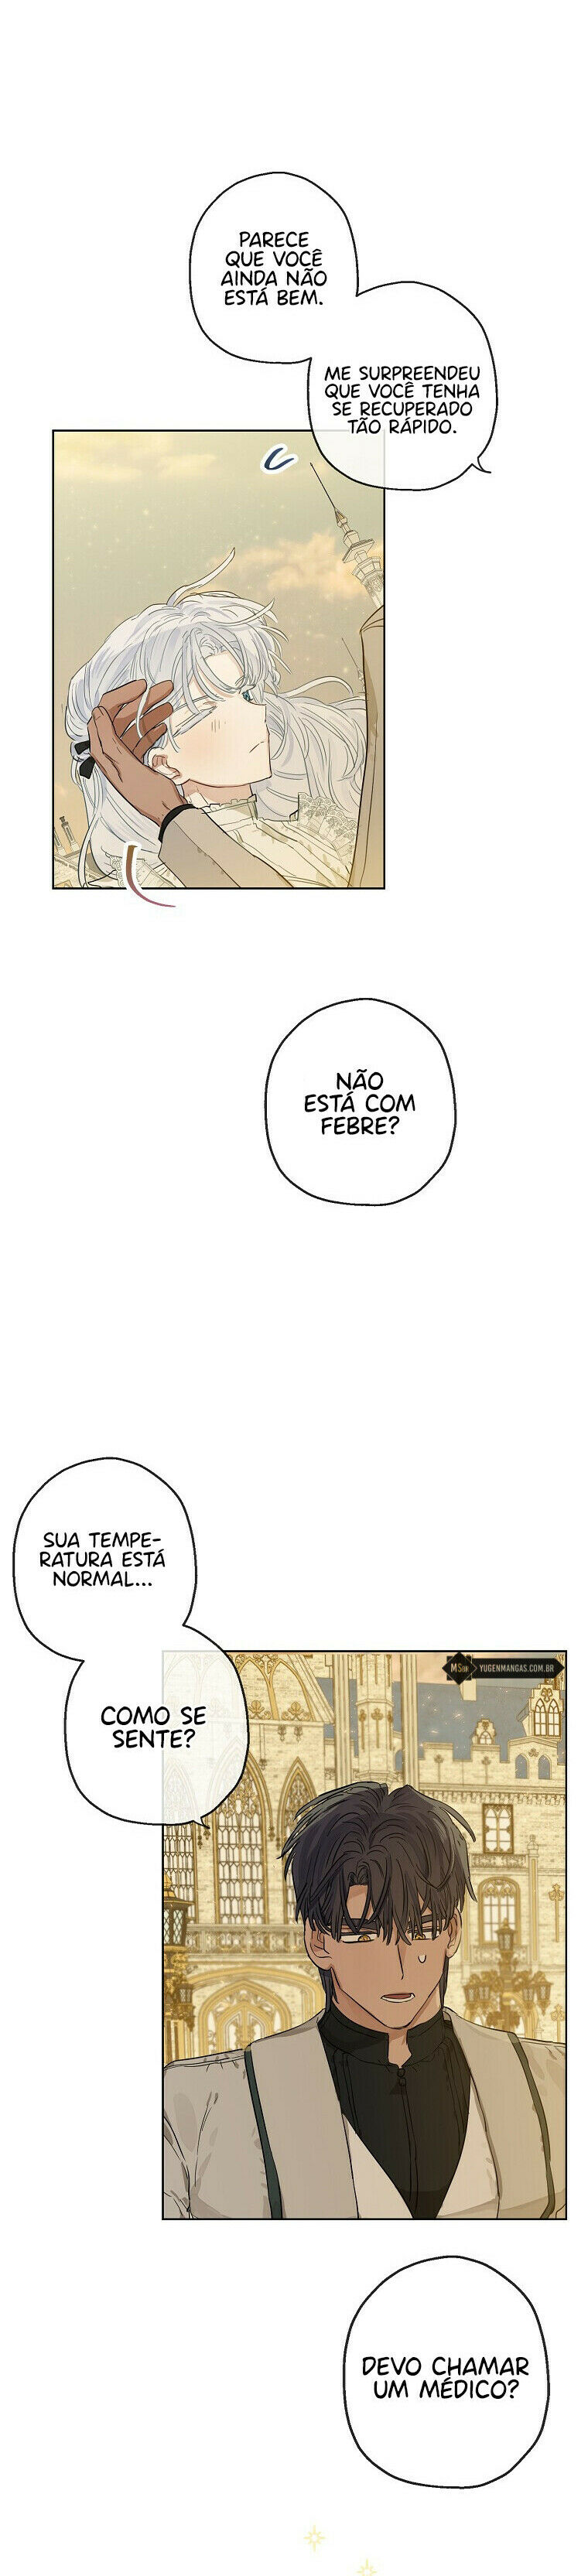 PARECE
QUE VOCÊ
AINDA NÃO
ESTÁ BEM.
ME SURPREENDEU
QUE VOCÊ TENHA
SE RECUPERADO
TÃO RÁPIDO.
NÃO
ESTÁ COM
FEBRE?
SUA TEMPE-
RATURA ESTÁ
NORMAL...
COMO SE
SENTE?
YUGENMANGAS.COM.BR
DEVO CHAMAR
UM MÉDICO?